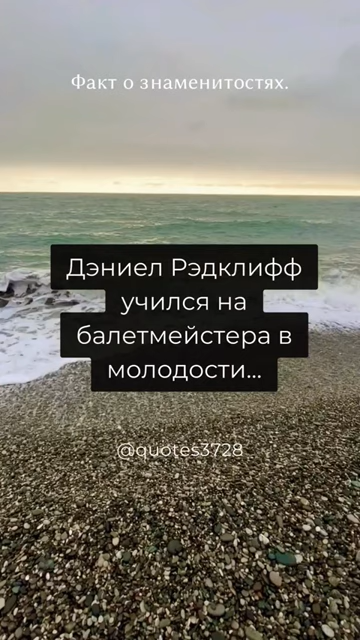 Факт о знаменитостях.
Дэниел Рэдклифф
учился на
балетмейстера в
молодости...
@quotes3728